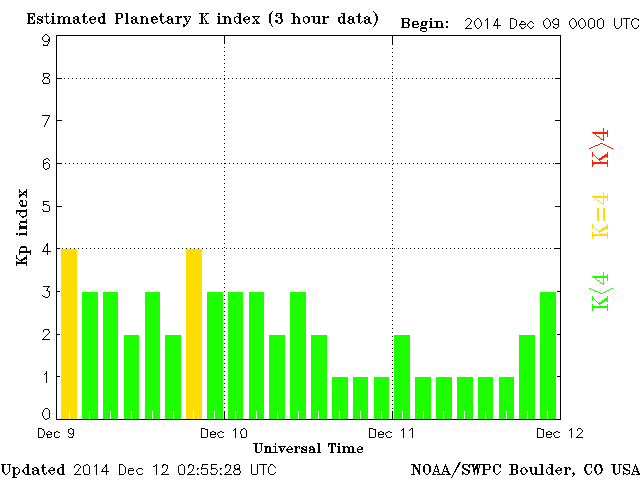 Estimated Planetary K index (3 hour data)
Begin: 2014 Dec 09 0000 UTC
9
8
7
6
5
4
3
2
1
0
Kp index
Dec 9
Dec 10
Dec 11
Dec 12
Universal Time
K>4
K=4
K<4
Updated 2014 Dec 12 02:55:28 UTC
NOAA/SWPC Boulder, CO USA